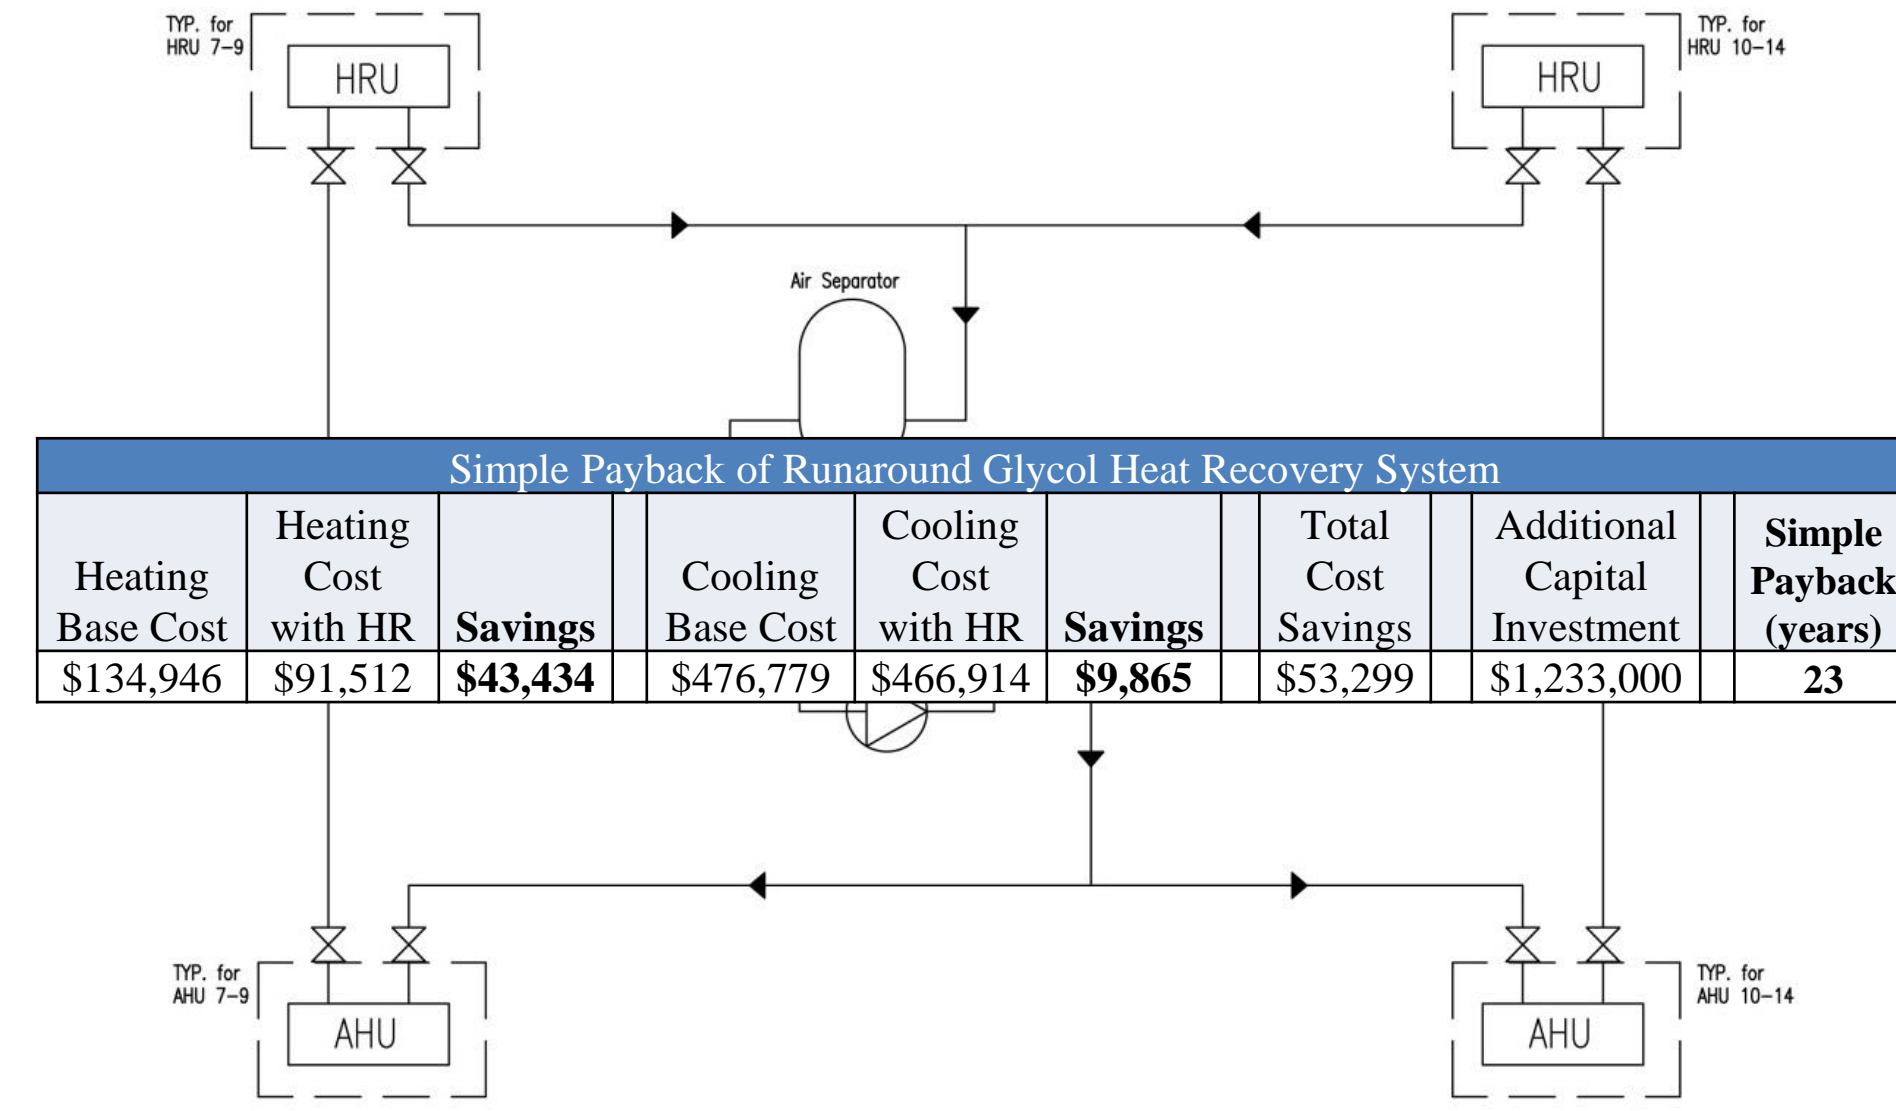 TYP. for
HRU 7-9
HRU
TYP. for
HRU 10-14
HRU
Air Separator
Simple Payback of Runaround Glycol Heat Recovery System
Heating
Base Cost
Heating
Cost
with HR
Savings
Cooling
Base Cost
Cooling
Cost
with HR
Savings
Total
Cost
Savings
Additional
Capital
Investment
Simple
Payback
(years)
$134,946
$91,512
$43,434
$476,779
$466,914
$9,865
$53,299
$1,233,000
23
TYP. for
AHU 7-9
AHU
TYP. for
AHU 10-14
AHU